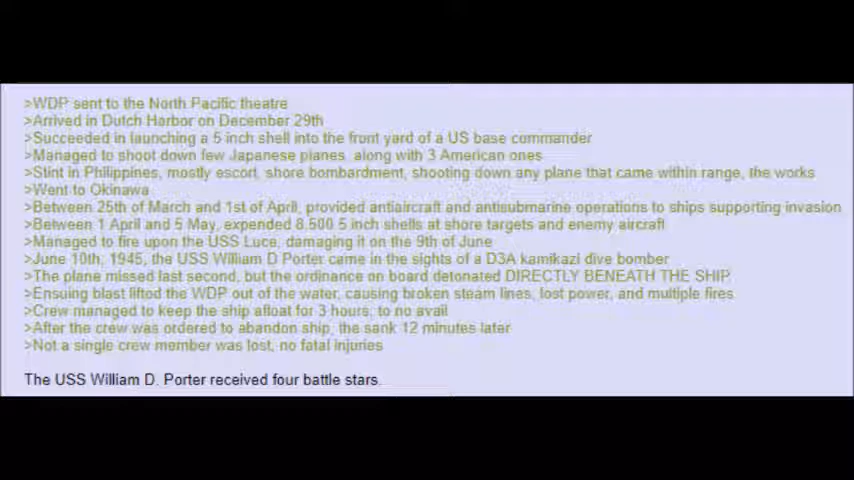 >WDP sent to the North Pacific theatre
>Arrived in Dutch Harbor on December 29th
>Succeeded in launching a 5 inch shell into the front yard of a US base commander
>Managed to shoot down few Japanese planes, along with 3 American ones
>Stint in Philippines, mostly escort, shore bombardment, shooting down any plane that came within range, the works
>Went to Okinawa
>Between 25th of March and 1st of April, provided antiaircraft and antisubmarine operations to ships supporting invasion
>Between 1 April and 5 May, expended 8.500 5 inch shells at shore targets and enemy aircraft
>Managed to fire upon the USS Luce, damaging it on the 9th of June
>June 10th, 1945, the USS William D Porter came in the sights of a D3A kamikazi dive bomber
>The plane missed last second, but the ordinance on board detonated DIRECTLY BENEATH THE SHIP.
>Ensuing blast lifted the WDP out of the water, causing broken steam lines, lost power, and multiple fires
>Crew managed to keep the ship afloat for 3 hours, to no avail
>After the crew was ordered to abandon ship, the sank 12 minutes later
>Not a single crew member was lost, no fatal injuries
The USS William D. Porter received four battle stars.